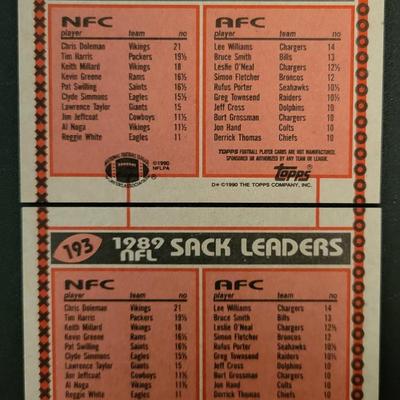 NFC AFC
player team no player team no
Chris Doleman Vikings 21 Lee Williams Chargers 14
Tim Harris Packers 19½ Bruce Smith Bills 13
Keith Millard Vikings 18 Leslie O'Neal Chargers 12½
Kevin Greene Rams 16½ Simon Fletcher Broncos 12
Pat Swilling Saints 16½ Rufus Porter Seahawks 10½
Clyde Simmons Eagles 15½ Greg Townsend Raiders 10½
Lawrence Taylor Giants 15 Jeff Cross Dolphins 10
Jim Jeffcoat Cowboys 11½ Burt Grossman Chargers 10
Al Noga Vikings 11½ Jon Hand Colts 10
Reggie White Eagles 11 Derrick Thomas Chiefs 10
TOPPS FOOTBALL PLAYER CARDS ARE NOT MANUFACTURED,
SPONSORED OR AUTHORIZED BY ANY TEAM OR LEAGUE.
©1990
NFLPA
topps
D* ©1990 THE TOPPS COMPANY, INC.
193 1989 NFL SACK LEADERS
NFC AFC
player team no player team no
Chris Doleman Vikings 21 Lee Williams Chargers 14
Tim Harris Packers 19½ Bruce Smith Bills 13
Keith Millard Vikings 18 Leslie O'Neal Chargers 12½
Kevin Greene Rams 16½ Simon Fletcher Broncos 12
Pat Swilling Saints 16½ Rufus Porter Seahawks 10½
Clyde Simmons Eagles 15½ Greg Townsend Raiders 10½
Lawrence Taylor Giants 15 Jeff Cross Dolphins 10
Jim Jeffcoat Cowboys 11½ Burt Grossman Chargers 10
Al Noga Vikings 11½ Jon Hand Colts 10
Reggie White Eagles 11 Derrick Thomas Chiefs 10